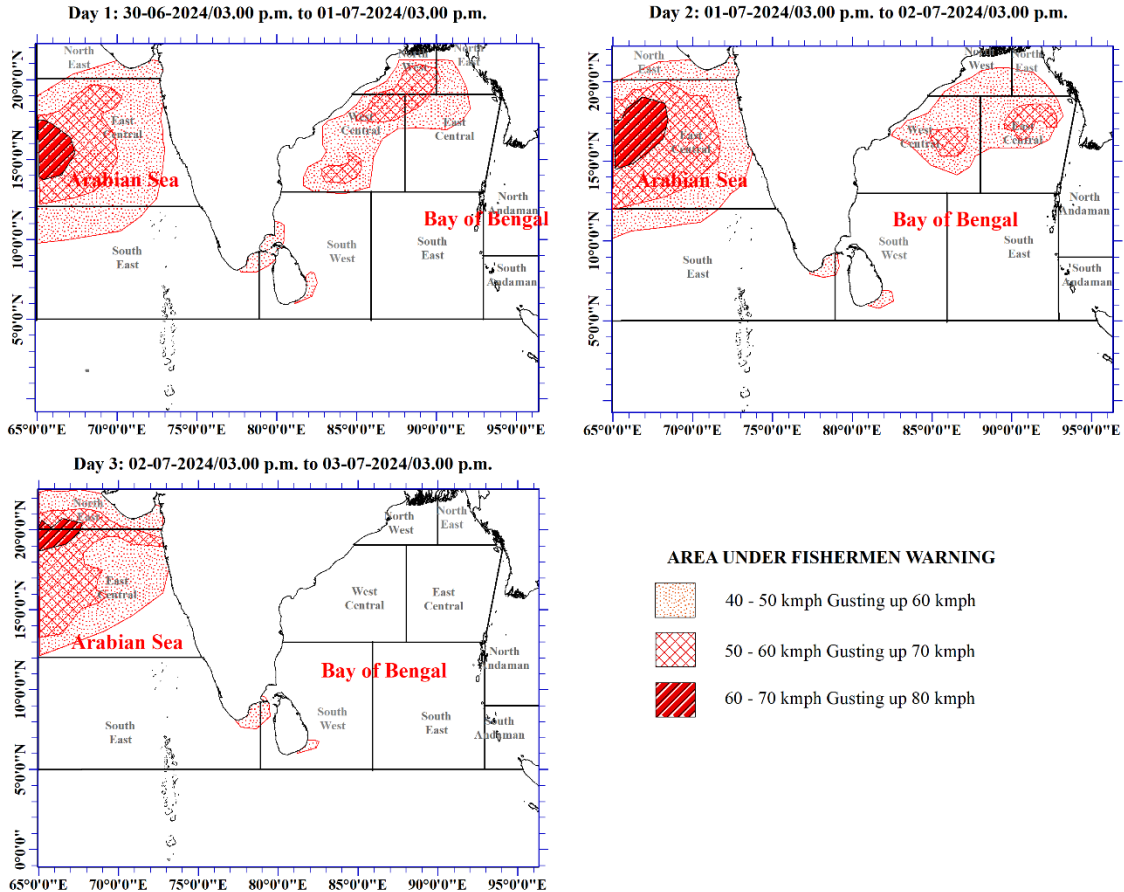 Day 1: 30-06-2024/03.00 p.m. to 01-07-2024/03.00 p.m.
North
East
North
West
North
East
East
Central
West
Central
East
Central
Arabian Sea
Bay of Bengal
North
Andaman
South
East
South
West
South
East
South
Andaman
20°0'0"N
15°0'0"N
10°0'0"N
5°0'0"N
0°0'0"
65°0'0"E 70°0'0"E 75°0'0"E 80°0'0"E 85°0'0"E 90°0'0"E 95°0'0"E
Day 2: 01-07-2024/03.00 p.m. to 02-07-2024/03.00 p.m.
North
East
North
West
North
East
East
Central
West
Central
East
Central
Arabian Sea
Bay of Bengal
North
Andaman
South
East
South
West
South
East
South
Andaman
20°0'0"N
15°0'0"N
10°0'0"N
5°0'0"N
0°0'0"
65°0'0"E 70°0'0"E 75°0'0"E 80°0'0"E 85°0'0"E 90°0'0"E 95°0'0"E
Day 3: 02-07-2024/03.00 p.m. to 03-07-2024/03.00 p.m.
North
East
North
West
North
East
East
Central
West
Central
East
Central
Arabian Sea
Bay of Bengal
North
Andaman
South
East
South
West
South
East
South
Andaman
20°0'0"N
15°0'0"N
10°0'0"N
5°0'0"N
0°0'0"
65°0'0"E 70°0'0"E 75°0'0"E 80°0'0"E 85°0'0"E 90°0'0"E 95°0'0"E
AREA UNDER FISHERMEN WARNING
40 - 50 kmph Gusting up 60 kmph
50 - 60 kmph Gusting up 70 kmph
60 - 70 kmph Gusting up 80 kmph